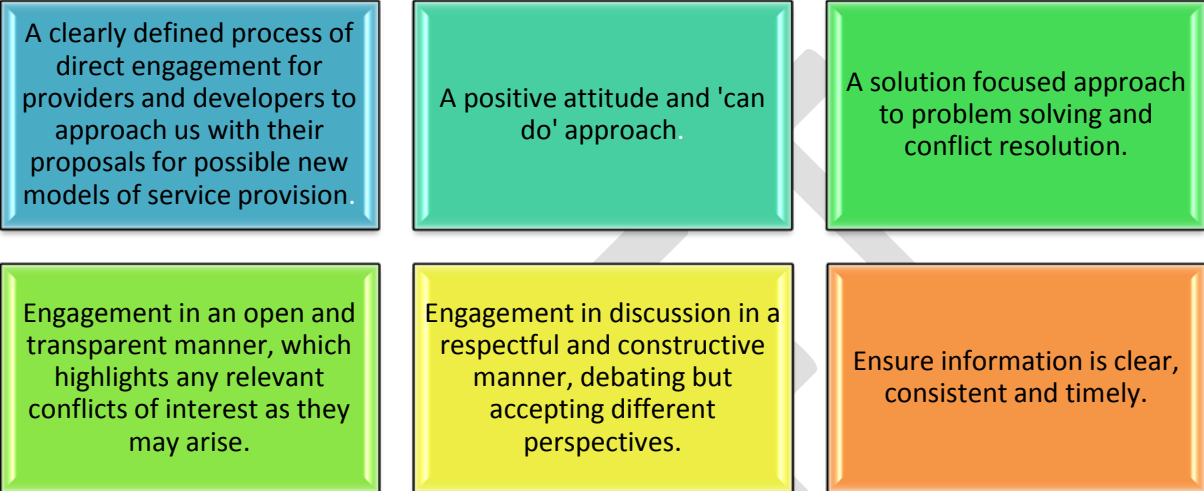 A clearly defined process of
direct engagement for
providers and developers to
approach us with their
proposals for possible new
models of service provision.
A positive attitude and 'can
do' approach.
A solution focused approach
to problem solving and
conflict resolution.
Engagement in an open and
transparent manner, which
highlights any relevant
conflicts of interest as they
may arise.
Engagement in discussion in a
respectful and constructive
manner, debating but
accepting different
perspectives.
Ensure information is clear,
consistent and timely.